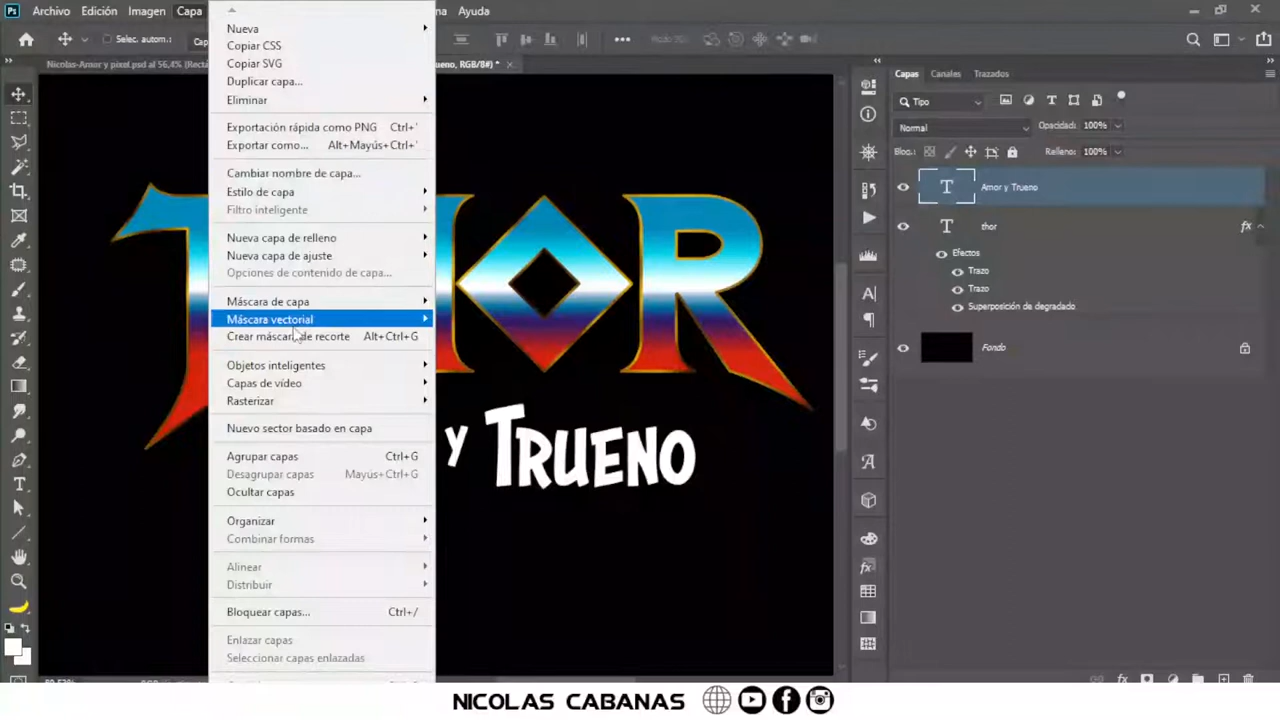 Ps Archivo Edición Imagen Capa Ayuda
Selec. autom.:
Nicolas-Amor y pixel.psd al 56,4%
ueno, RGB/8#) *
Nueva
Copiar CSS
Copiar SVG
Duplicar capa...
Eliminar
Exportación rápida como PNG Ctrl+'
Exportar como... Alt+Mayús+Ctrl+'
Cambiar nombre de capa...
Estilo de capa
Filtro inteligente
Nueva capa de relleno
Nueva capa de ajuste
Opciones de contenido de capa...
Máscara de capa
Máscara vectorial
Crear máscara de recorte Alt+Ctrl+G
Objetos inteligentes
Capas de vídeo
Rasterizar
Nuevo sector basado en capa
Agrupar capas Ctrl+G
Desagrupar capas Mayús+Ctrl+G
Ocultar capas
Organizar
Combinar formas
Alinear
Distribuir
Bloquear capas... Ctrl+/
Enlazar capas
Seleccionar capas enlazadas
OR
y TRUENO
Capas Canales Trazados
Tipo
Normal Opacidad: 100%
Bloq.: Relleno: 100%
T Amor y Trueno
T thor fx
Efectos
Trazo
Trazo
Superposición de degradado
Fondo
NICOLAS CABANAS